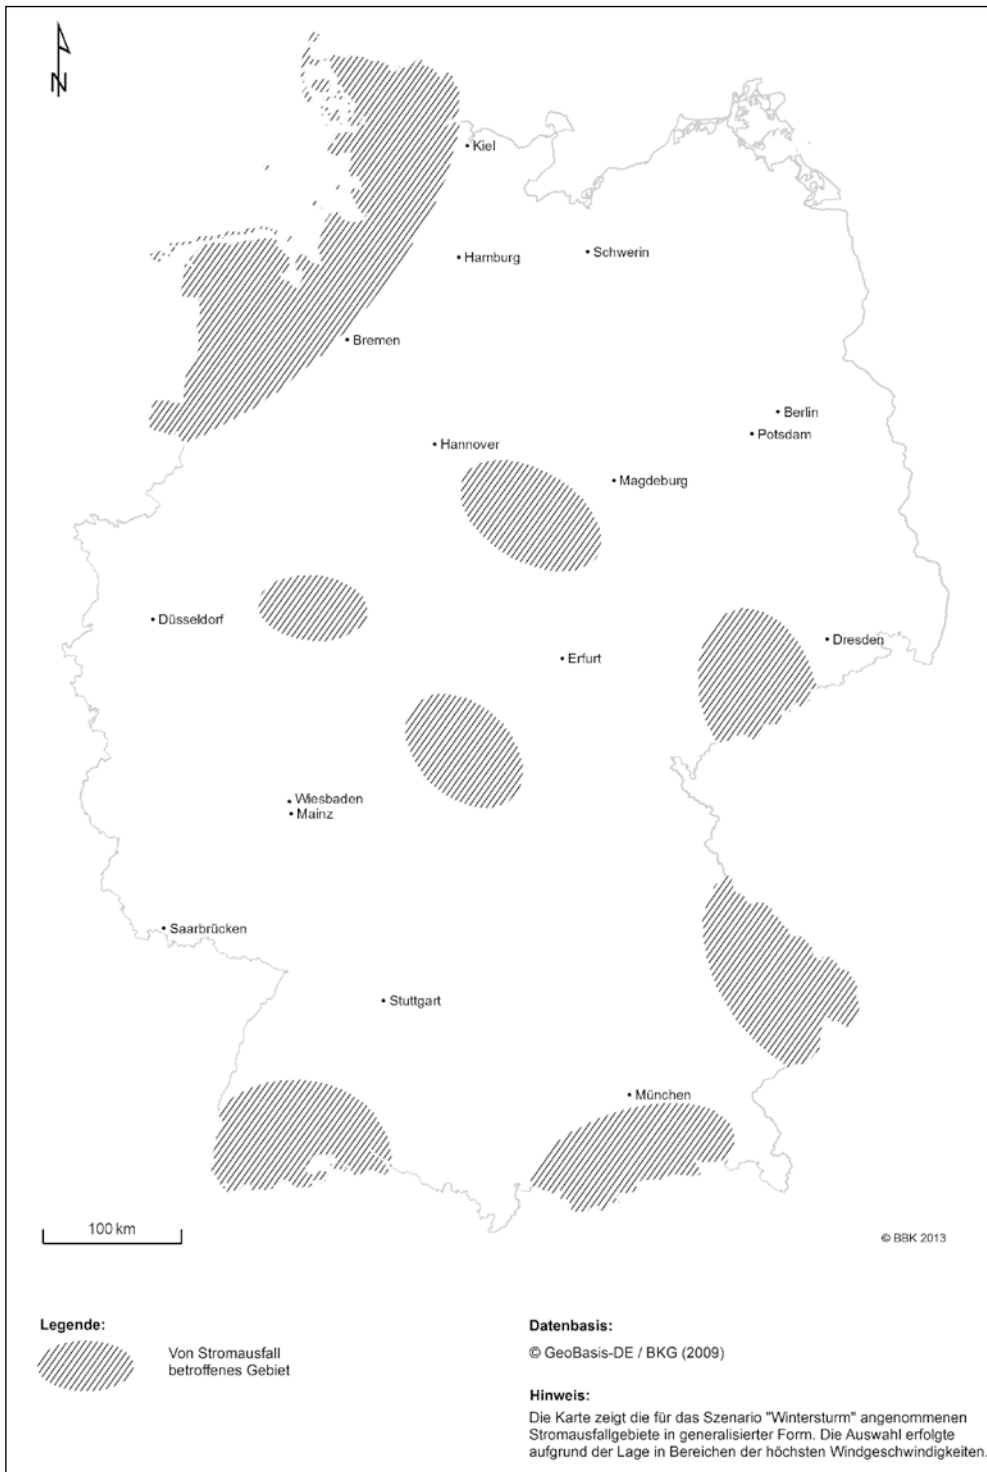 N
Kiel
Hamburg
Schwerin
Bremen
Berlin
Potsdam
Hannover
Magdeburg
Düsseldorf
Dresden
Erfurt
Wiesbaden
Mainz
Saarbrücken
Stuttgart
München
100 km
© BBK 2013
Legende:
Von Stromausfall
betroffenes Gebiet
Datenbasis:
© GeoBasis-DE / BKG (2009)
Hinweis:
Die Karte zeigt die für das Szenario "Wintersturm" angenommenen
Stromausfallgebiete in generalisierter Form. Die Auswahl erfolgte
aufgrund der Lage in Bereichen der höchsten Windgeschwindigkeiten.